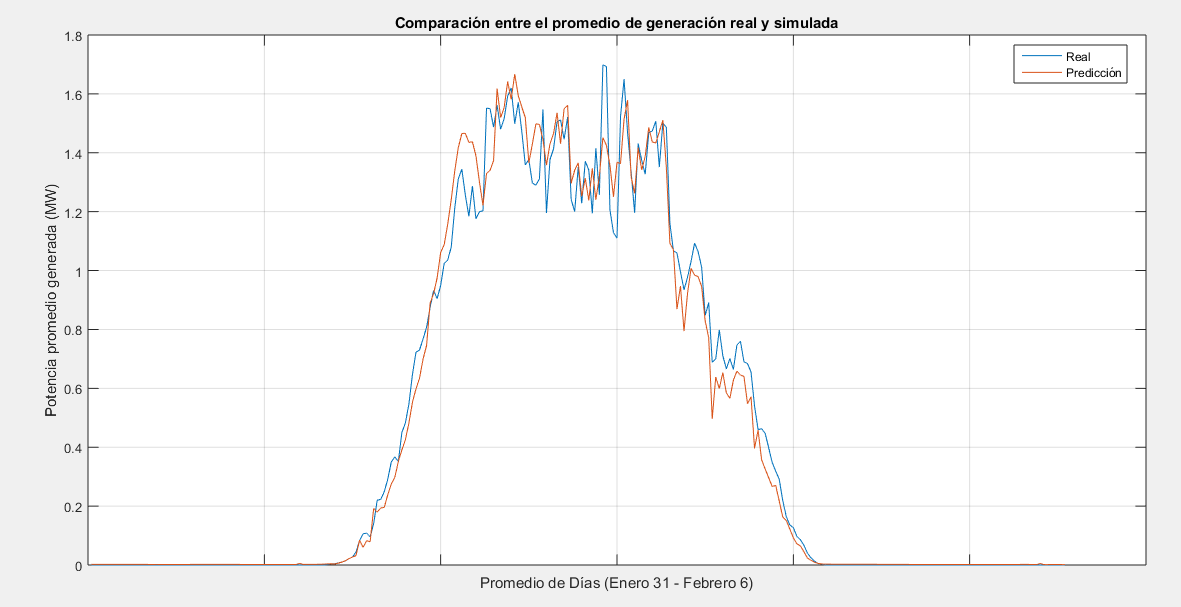 Comparación entre el promedio de generación real y simulada
Real
Predicción
1.8
1.6
1.4
1.2
1
0.8
0.6
0.4
0.2
0
Potencia promedio generada (MW)
Promedio de Dias (Enero 31 - Febrero 6)